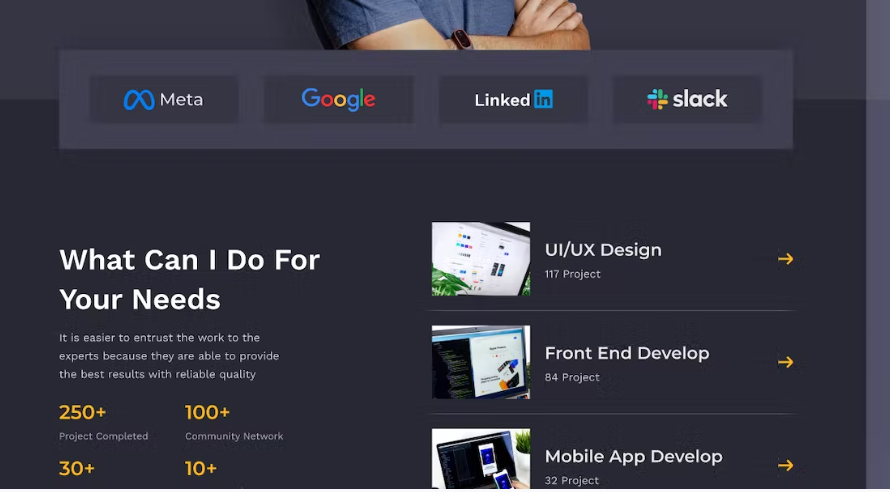 Meta
Google
Linked in
slack
What Can I Do For
Your Needs
It is easier to entrust the work to the
experts because they are able to provide
the best results with reliable quality
250+
100+
Project Completed
Community Network
30+
10+
UI/UX Design
117 Project
Front End Develop
84 Project
Mobile App Develop
32 Project